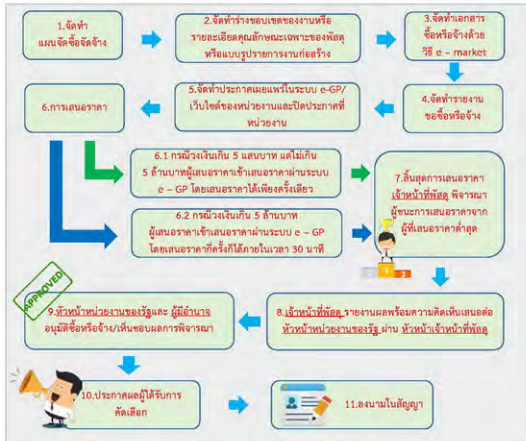 1.จัดทำ
แผนจัดซื้อจัดจ้าง
2.จัดทำร่างขอบเขตของงานหรือ
รายละเอียดคุณลักษณะเฉพาะของพัสดุ
หรือแบบรูปรายการงานก่อสร้าง
3.จัดทำเอกสาร
ซื้อหรือจ้างด้วย
วิธี e – market
4.จัดทำรายงาน
ขอซื้อหรือจ้าง
5.จัดทำประกาศเผยแพร่ในระบบ e-GP/
เว็บไซต์ของหน่วยงานและปิดประกาศที่
หน่วยงาน
6.การเสนอราคา
6.1 กรณีวงเงินเกิน 5 แสนบาท แต่ไม่เกิน
5 ล้านบาทผู้เสนอราคาเข้าเสนอราคาผ่านระบบ
e – GP โดยเสนอราคาได้เพียงครั้งเดียว
6.2 กรณีวงเงินเกิน 5 ล้านบาท
ผู้เสนอราคาเข้าเสนอราคาผ่านระบบ e – GP
โดยเสนอราคากี่ครั้งก็ได้ภายในเวลา 30 นาที
7.สิ้นสุดการเสนอราคา
เจ้าหน้าที่พัสดุ พิจารณา
ผู้ชนะการเสนอราคาจาก
ผู้ที่เสนอราคาต่ำสุด
8.เจ้าหน้าที่พัสดุ รายงานผลพร้อมความคิดเห็นเสนอต่อ
หัวหน้าหน่วยงานของรัฐ ผ่าน หัวหน้าเจ้าหน้าที่พัสดุ
APPROVED
9.หัวหน้าหน่วยงานของรัฐและ ผู้มีอำนาจ
อนุมัติซื้อหรือจ้าง/เห็นชอบผลการพิจารณา
10.ประกาศผลผู้ได้รับการ
คัดเลือก
11.ลงนามในสัญญา